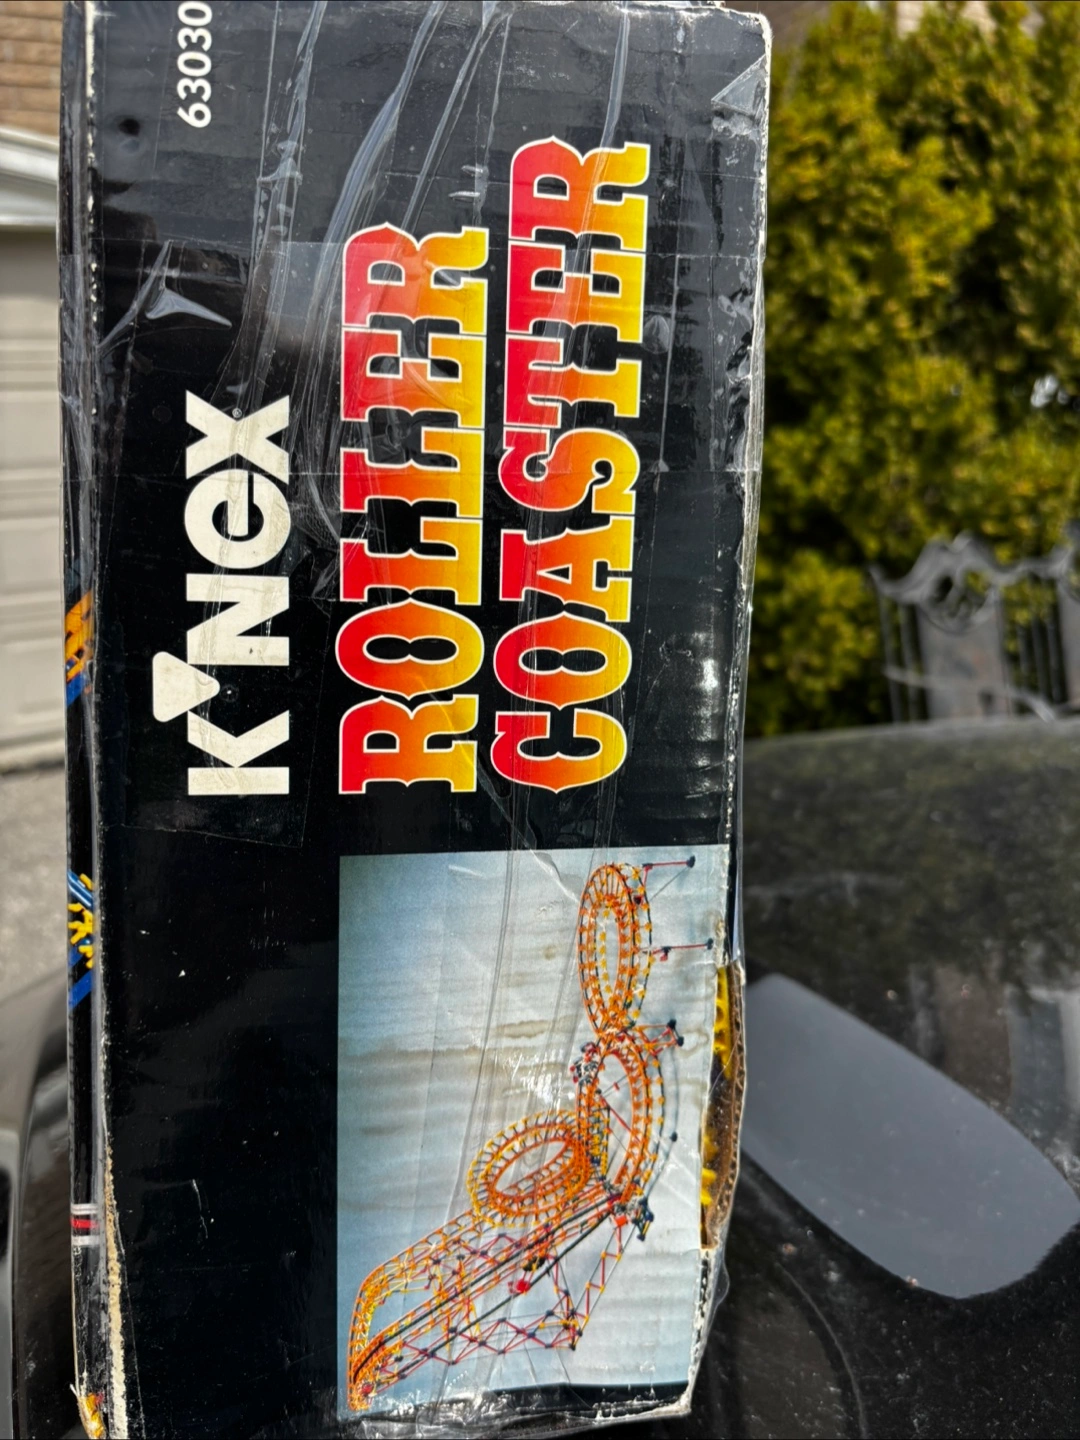 63030
K'NEX
ROLLER
COASTER